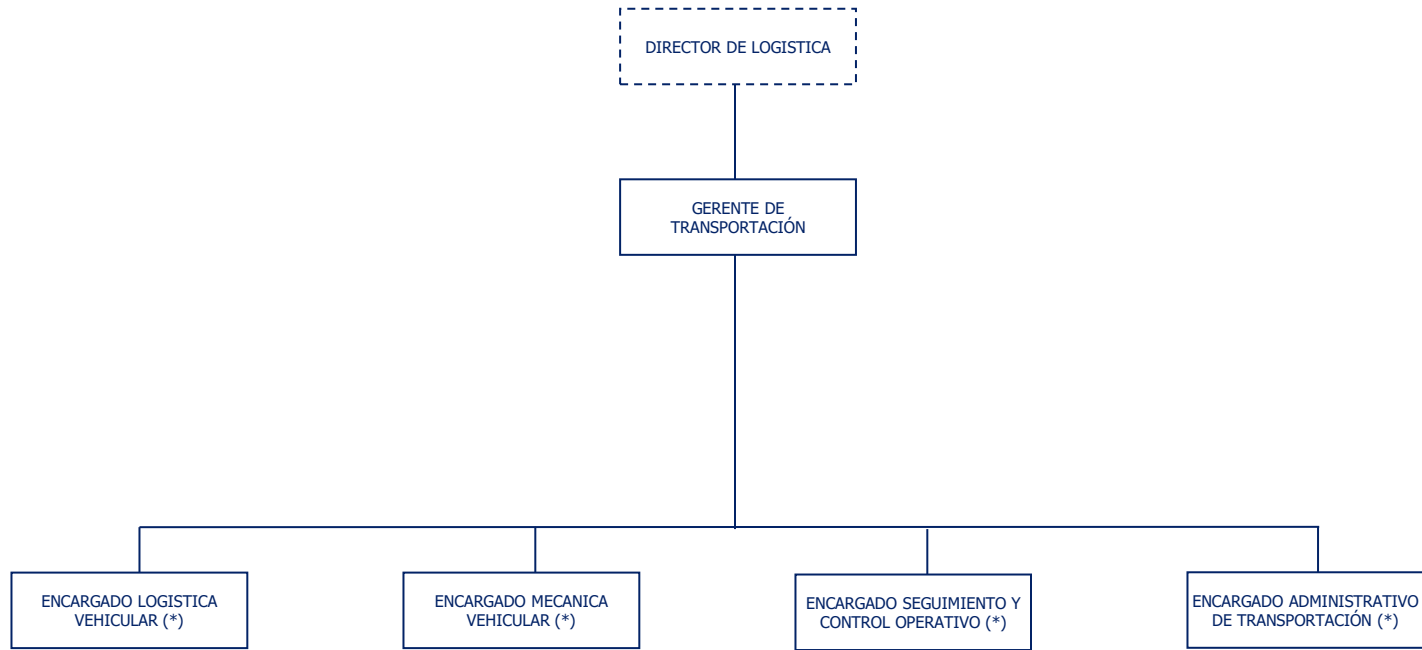 DIRECTOR DE LOGISTICA
GERENTE DE
TRANSPORTACIÓN
ENCARGADO LOGISTICA
VEHICULAR (*)
ENCARGADO MECANICA
VEHICULAR (*)
ENCARGADO SEGUIMIENTO Y
CONTROL OPERATIVO (*)
ENCARGADO ADMINISTRATIVO
DE TRANSPORTACIÓN (*)